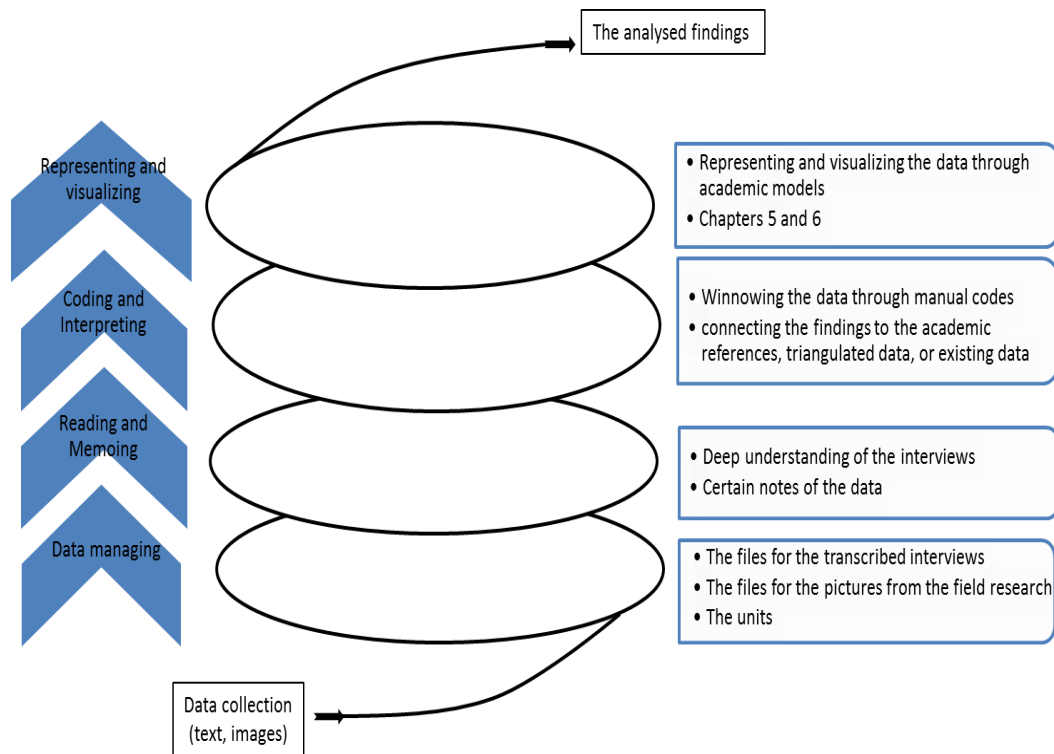 The analysed findings
Representing and
visualizing
• Representing and visualizing the data through
academic models
• Chapters 5 and 6
Coding and
Interpreting
• Winnowing the data through manual codes
• connecting the findings to the academic
references, triangulated data, or existing data
Reading and
Memoing
• Deep understanding of the interviews
• Certain notes of the data
Data managing
• The files for the transcribed interviews
• The files for the pictures from the field research
• The units
Data collection
(text, images)